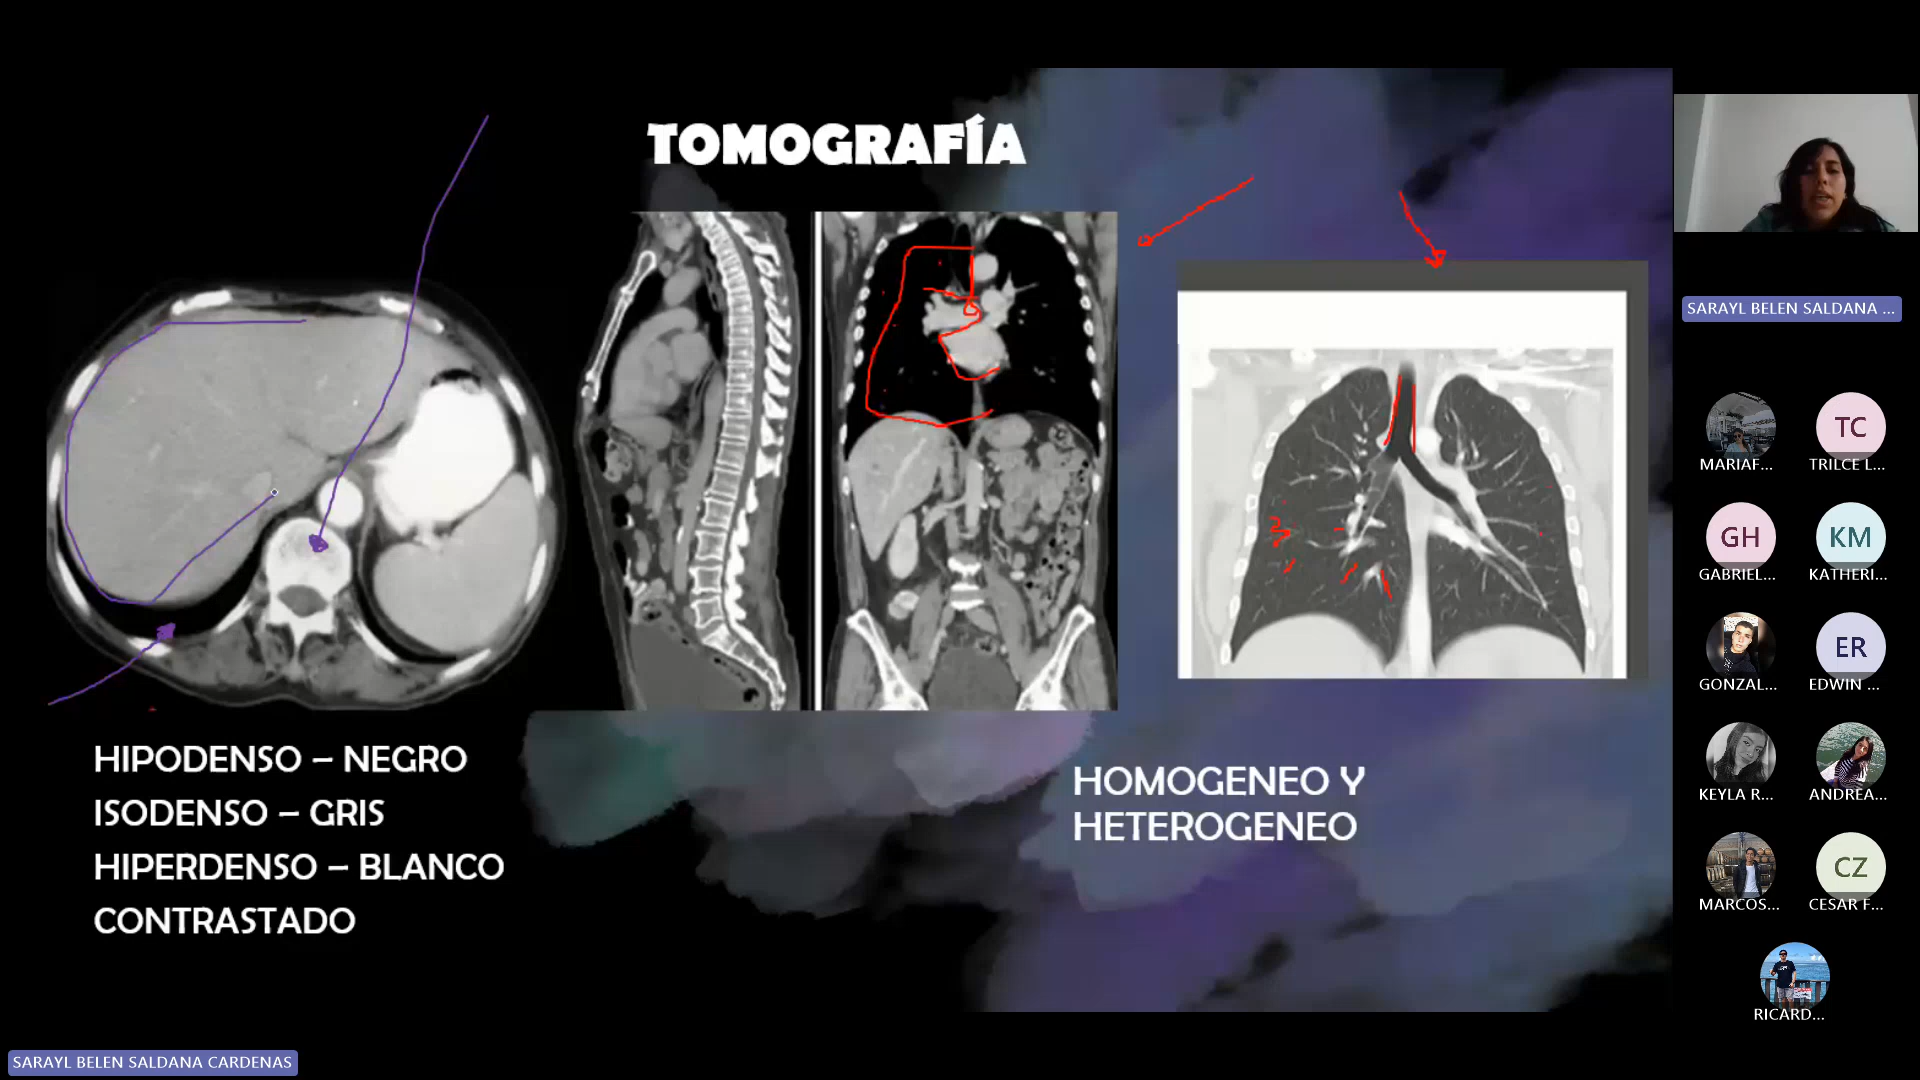 TOMOGRAFÍA
HIPODENSO – NEGRO
ISODENSO – GRIS
HIPERDENSO – BLANCO
CONTRASTADO
HOMOGENEO Y
HETEROGENEO
SARAYL BELEN SALDANA ...
TC
MARIAF...
TRILCE L...
GH
KM
GABRIEL...
KATHERI...
ER
GONZAL...
EDWIN ...
KEYLA R...
ANDREA...
CZ
MARCOS...
CESAR F...
RICARD...
SARAYL BELEN SALDANA CARDENAS